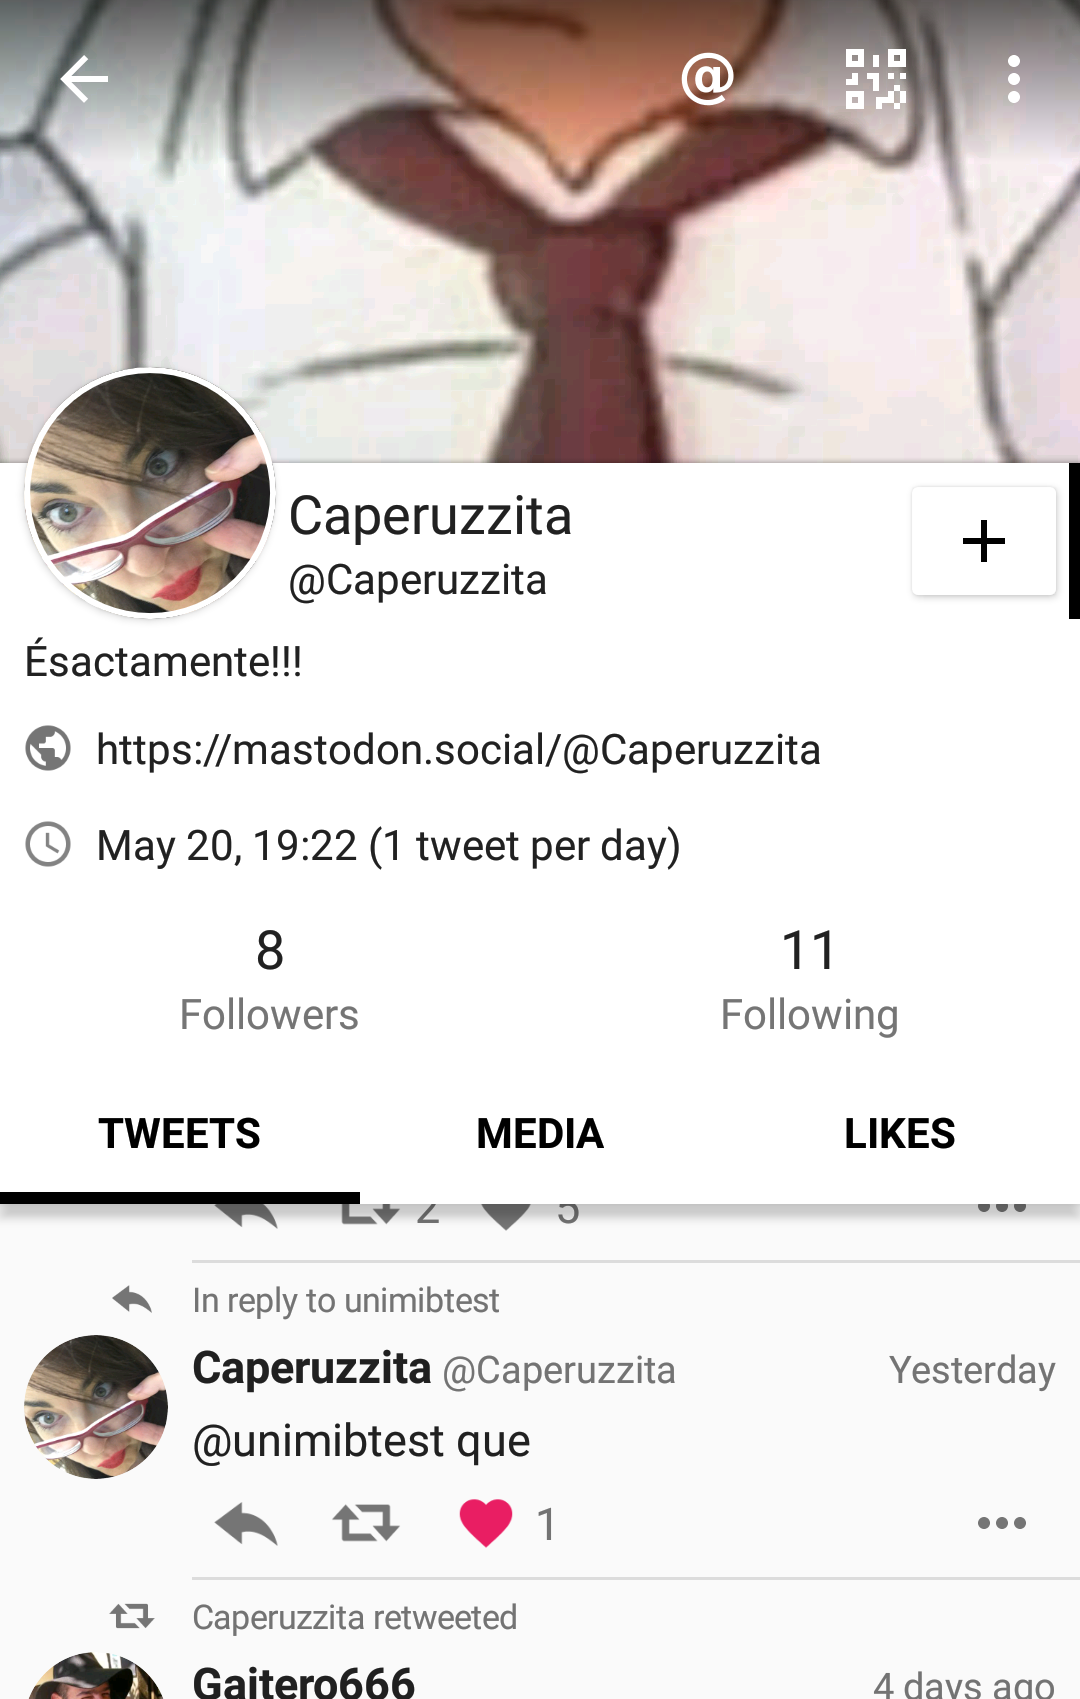 @
Caperuzzita
@Caperuzzita
Ésactamente!!!
https://mastodon.social/@Caperuzzita
May 20, 19:22 (1 tweet per day)
8
11
Followers
Following
TWEETS
MEDIA
LIKES
2
5
In reply to unimibtest
Caperuzzita @Caperuzzita
Yesterday
@unimibtest que
1
Caperuzzita retweeted
Gaitero666
4 days ago